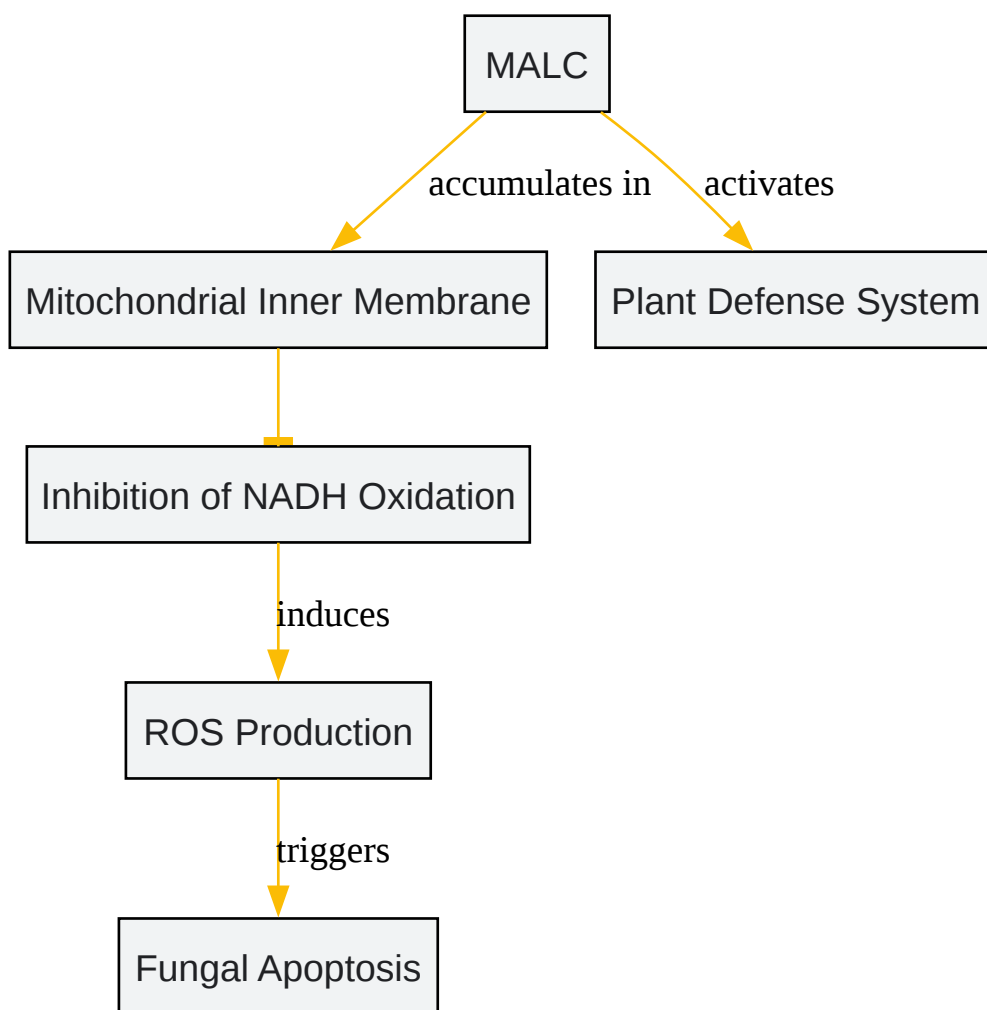 MALC
accumulates in
activates
Mitochondrial Inner Membrane
Plant Defense System
Inhibition of NADH Oxidation
induces
ROS Production
triggers
Fungal Apoptosis